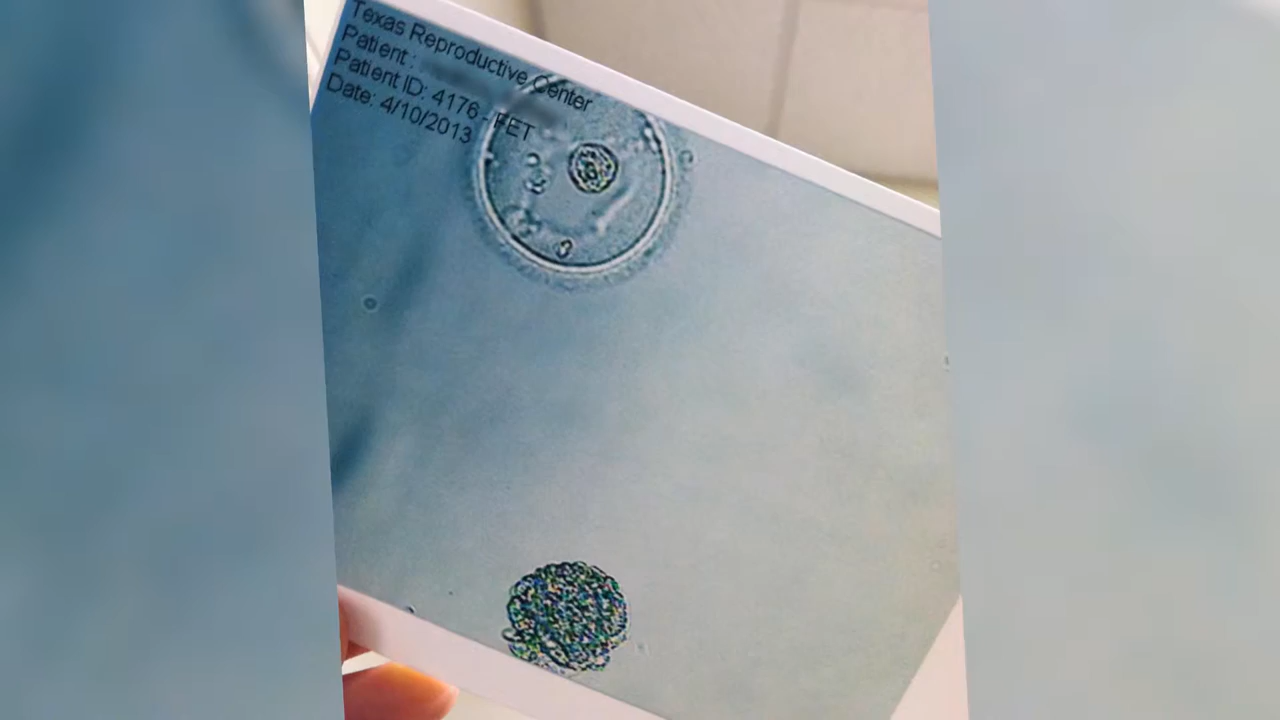 Texas Reproductive Center
Patient :
Patient ID: 4176 - FET
Date: 4/10/2013